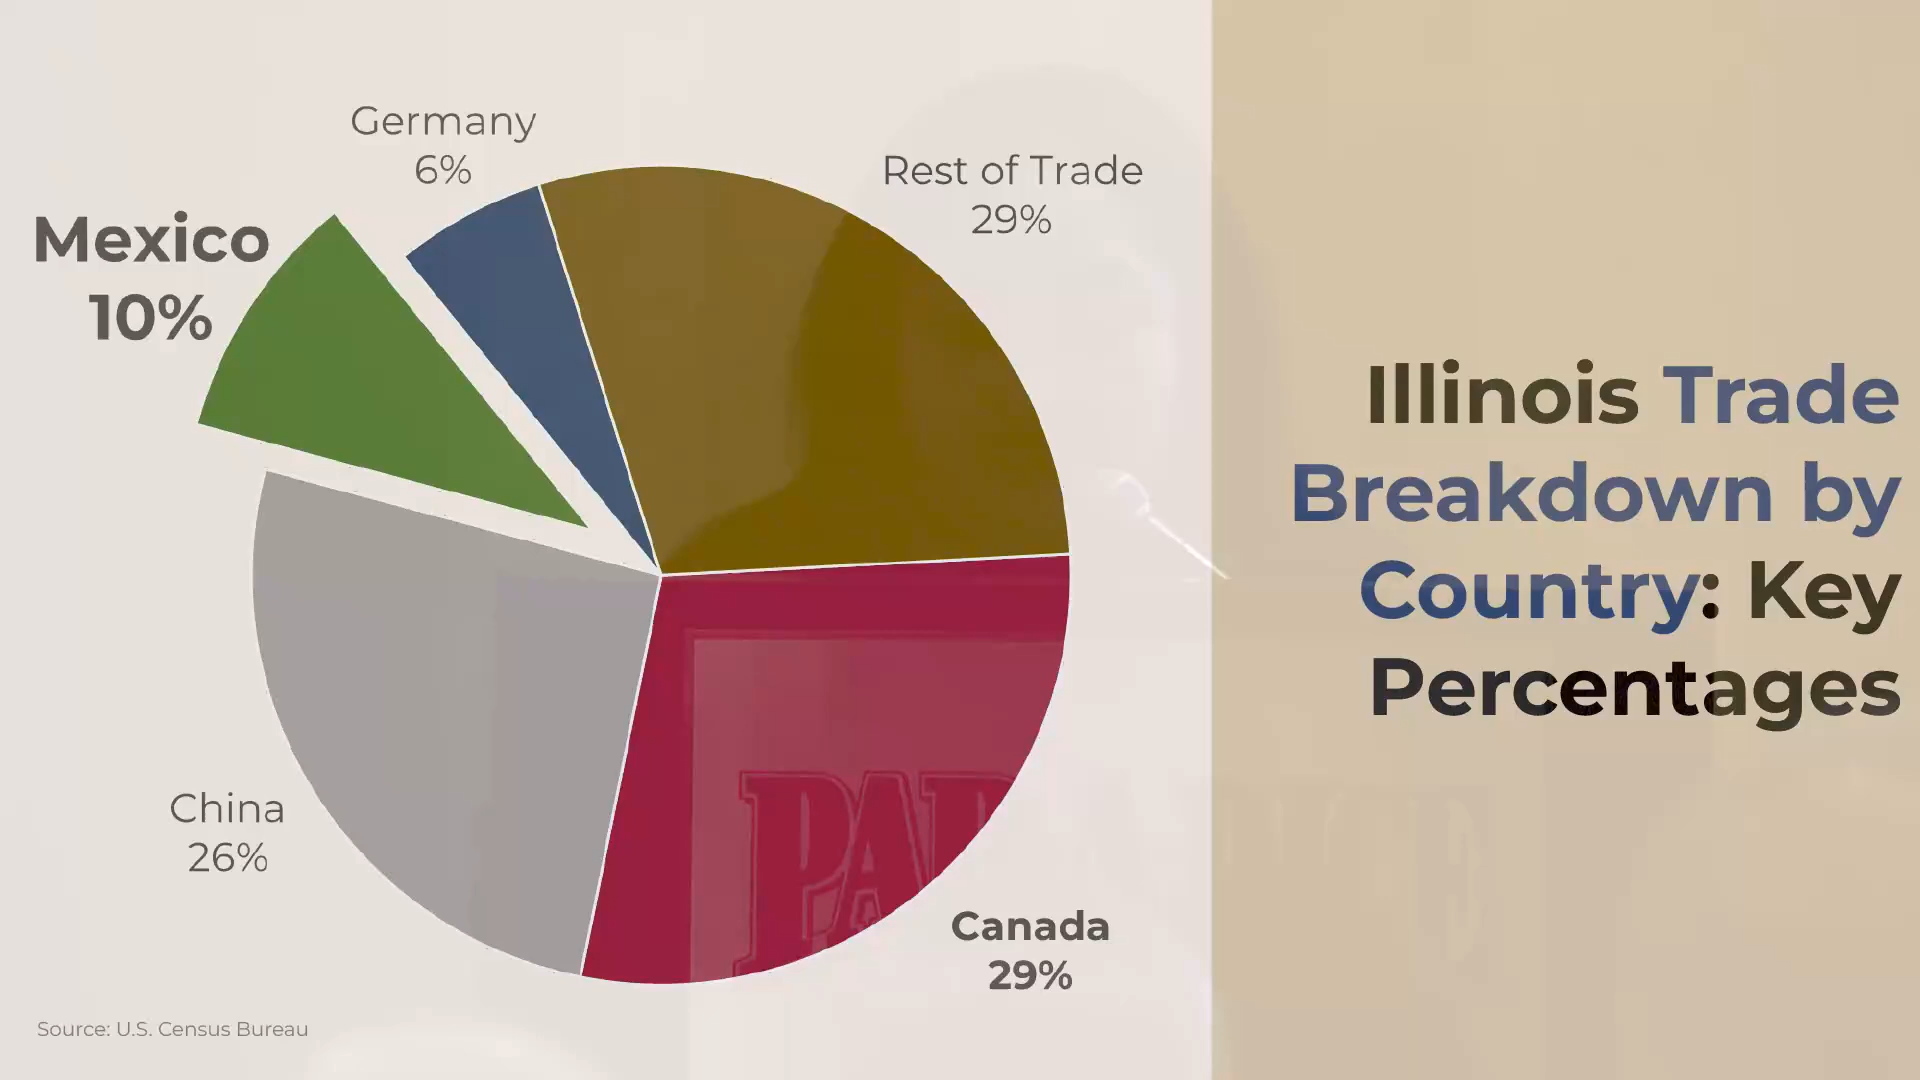 Germany
6%
Rest of Trade
29%
Mexico
10%
Illinois Trade
Breakdown by
Country: Key
Percentages
China
26%
Canada
29%
Source: U.S. Census Bureau